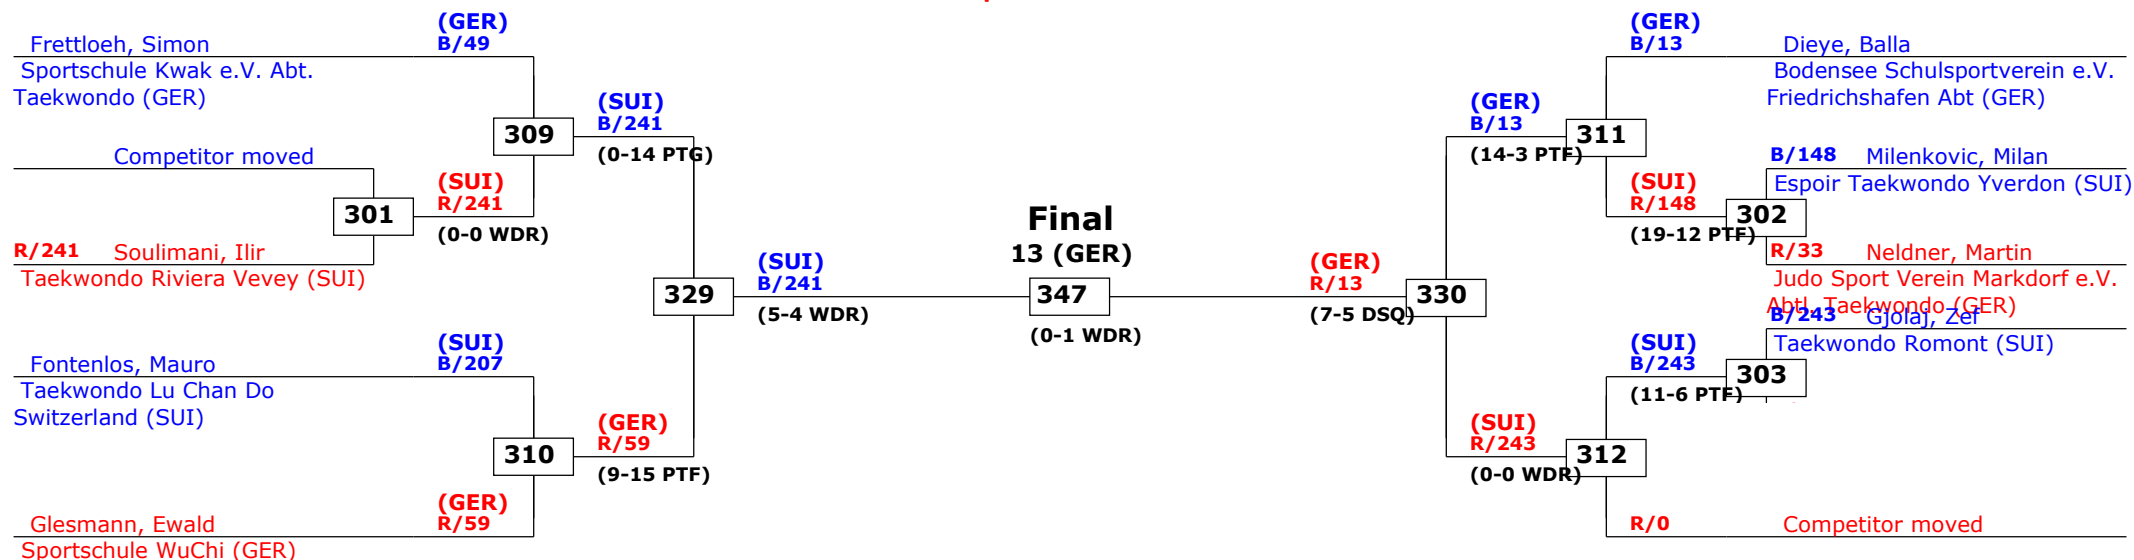 (GER)
Frettloeh, Simon
B/49
Sportschule Kwak e.V. Abt.
Taekwondo (GER)
(SUI)
B/241
309
(0-14 PTG)
Competitor moved
(SUI)
R/241
301
(0-0 WDR)
R/241 Soulimani, Ilir
Taekwondo Riviera Vevey (SUI)
(SUI)
B/241
329
(5-4 WDR)
(SUI)
Fontenlos, Mauro
B/207
Taekwondo Lu Chan Do
Switzerland (SUI)
(GER)
R/59
310
(9-15 PTF)
(GER)
Glesmann, Ewald
R/59
Sportschule WuChi (GER)
Final
13 (GER)
347
(0-1 WDR)
(GER)
B/13 Dieye, Balla
Bodensee Schulsportverein e.V.
Friedrichshafen Abt (GER)
(GER)
B/13
311
(14-3 PTF)
B/148 Milenkovic, Milan
Espoir Taekwondo Yverdon (SUI)
(SUI)
R/148
302
(19-12 PTF)
R/33 Neldner, Martin
Judo Sport Verein Markdorf e.V.
Abtl. Taekwondo (GER)
(GER)
R/13
330
(7-5 DSQ)
B/243 Gjolaj, Zef
Taekwondo Romont (SUI)
(SUI)
B/243
303
(11-6 PTF)
(SUI)
R/243
312
(0-0 WDR)
R/0 Competitor moved